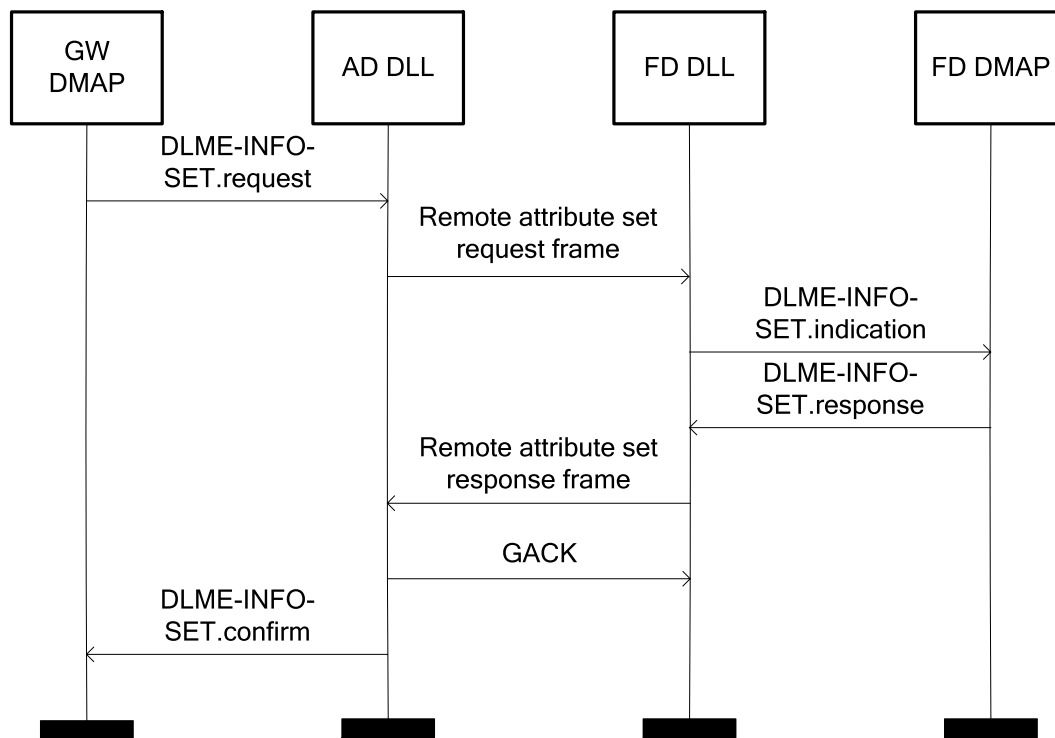 GW
DMAP
AD DLL
FD DLL
FD DMAP
DLME-INFO-
SET.request
Remote attribute set
request frame
DLME-INFO-
SET.indication
DLME-INFO-
SET.response
Remote attribute set
response frame
GACK
DLME-INFO-
SET.confirm